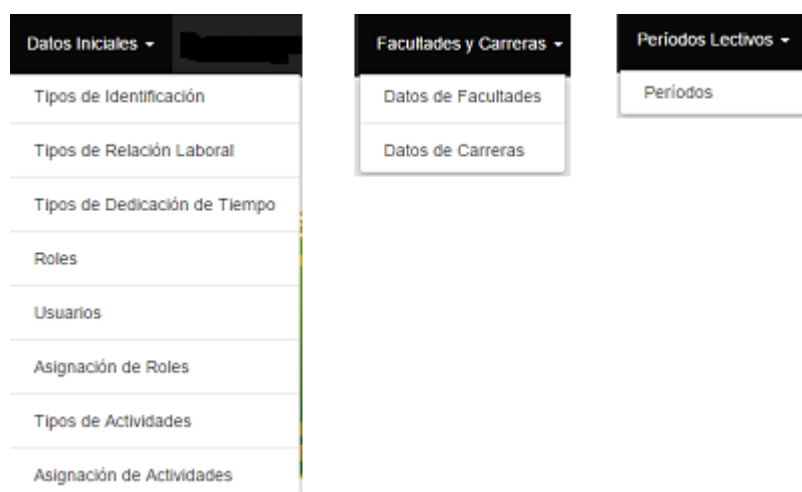 Datos Iniciales
Tipos de Identificación
Tipos de Relación Laboral
Tipos de Dedicación de Tiempo
Roles
Usuarios
Asignación de Roles
Tipos de Actividades
Asignación de Actividades
Facultades y Carreras
Datos de Facultades
Datos de Carreras
Períodos Lectivos
Períodos